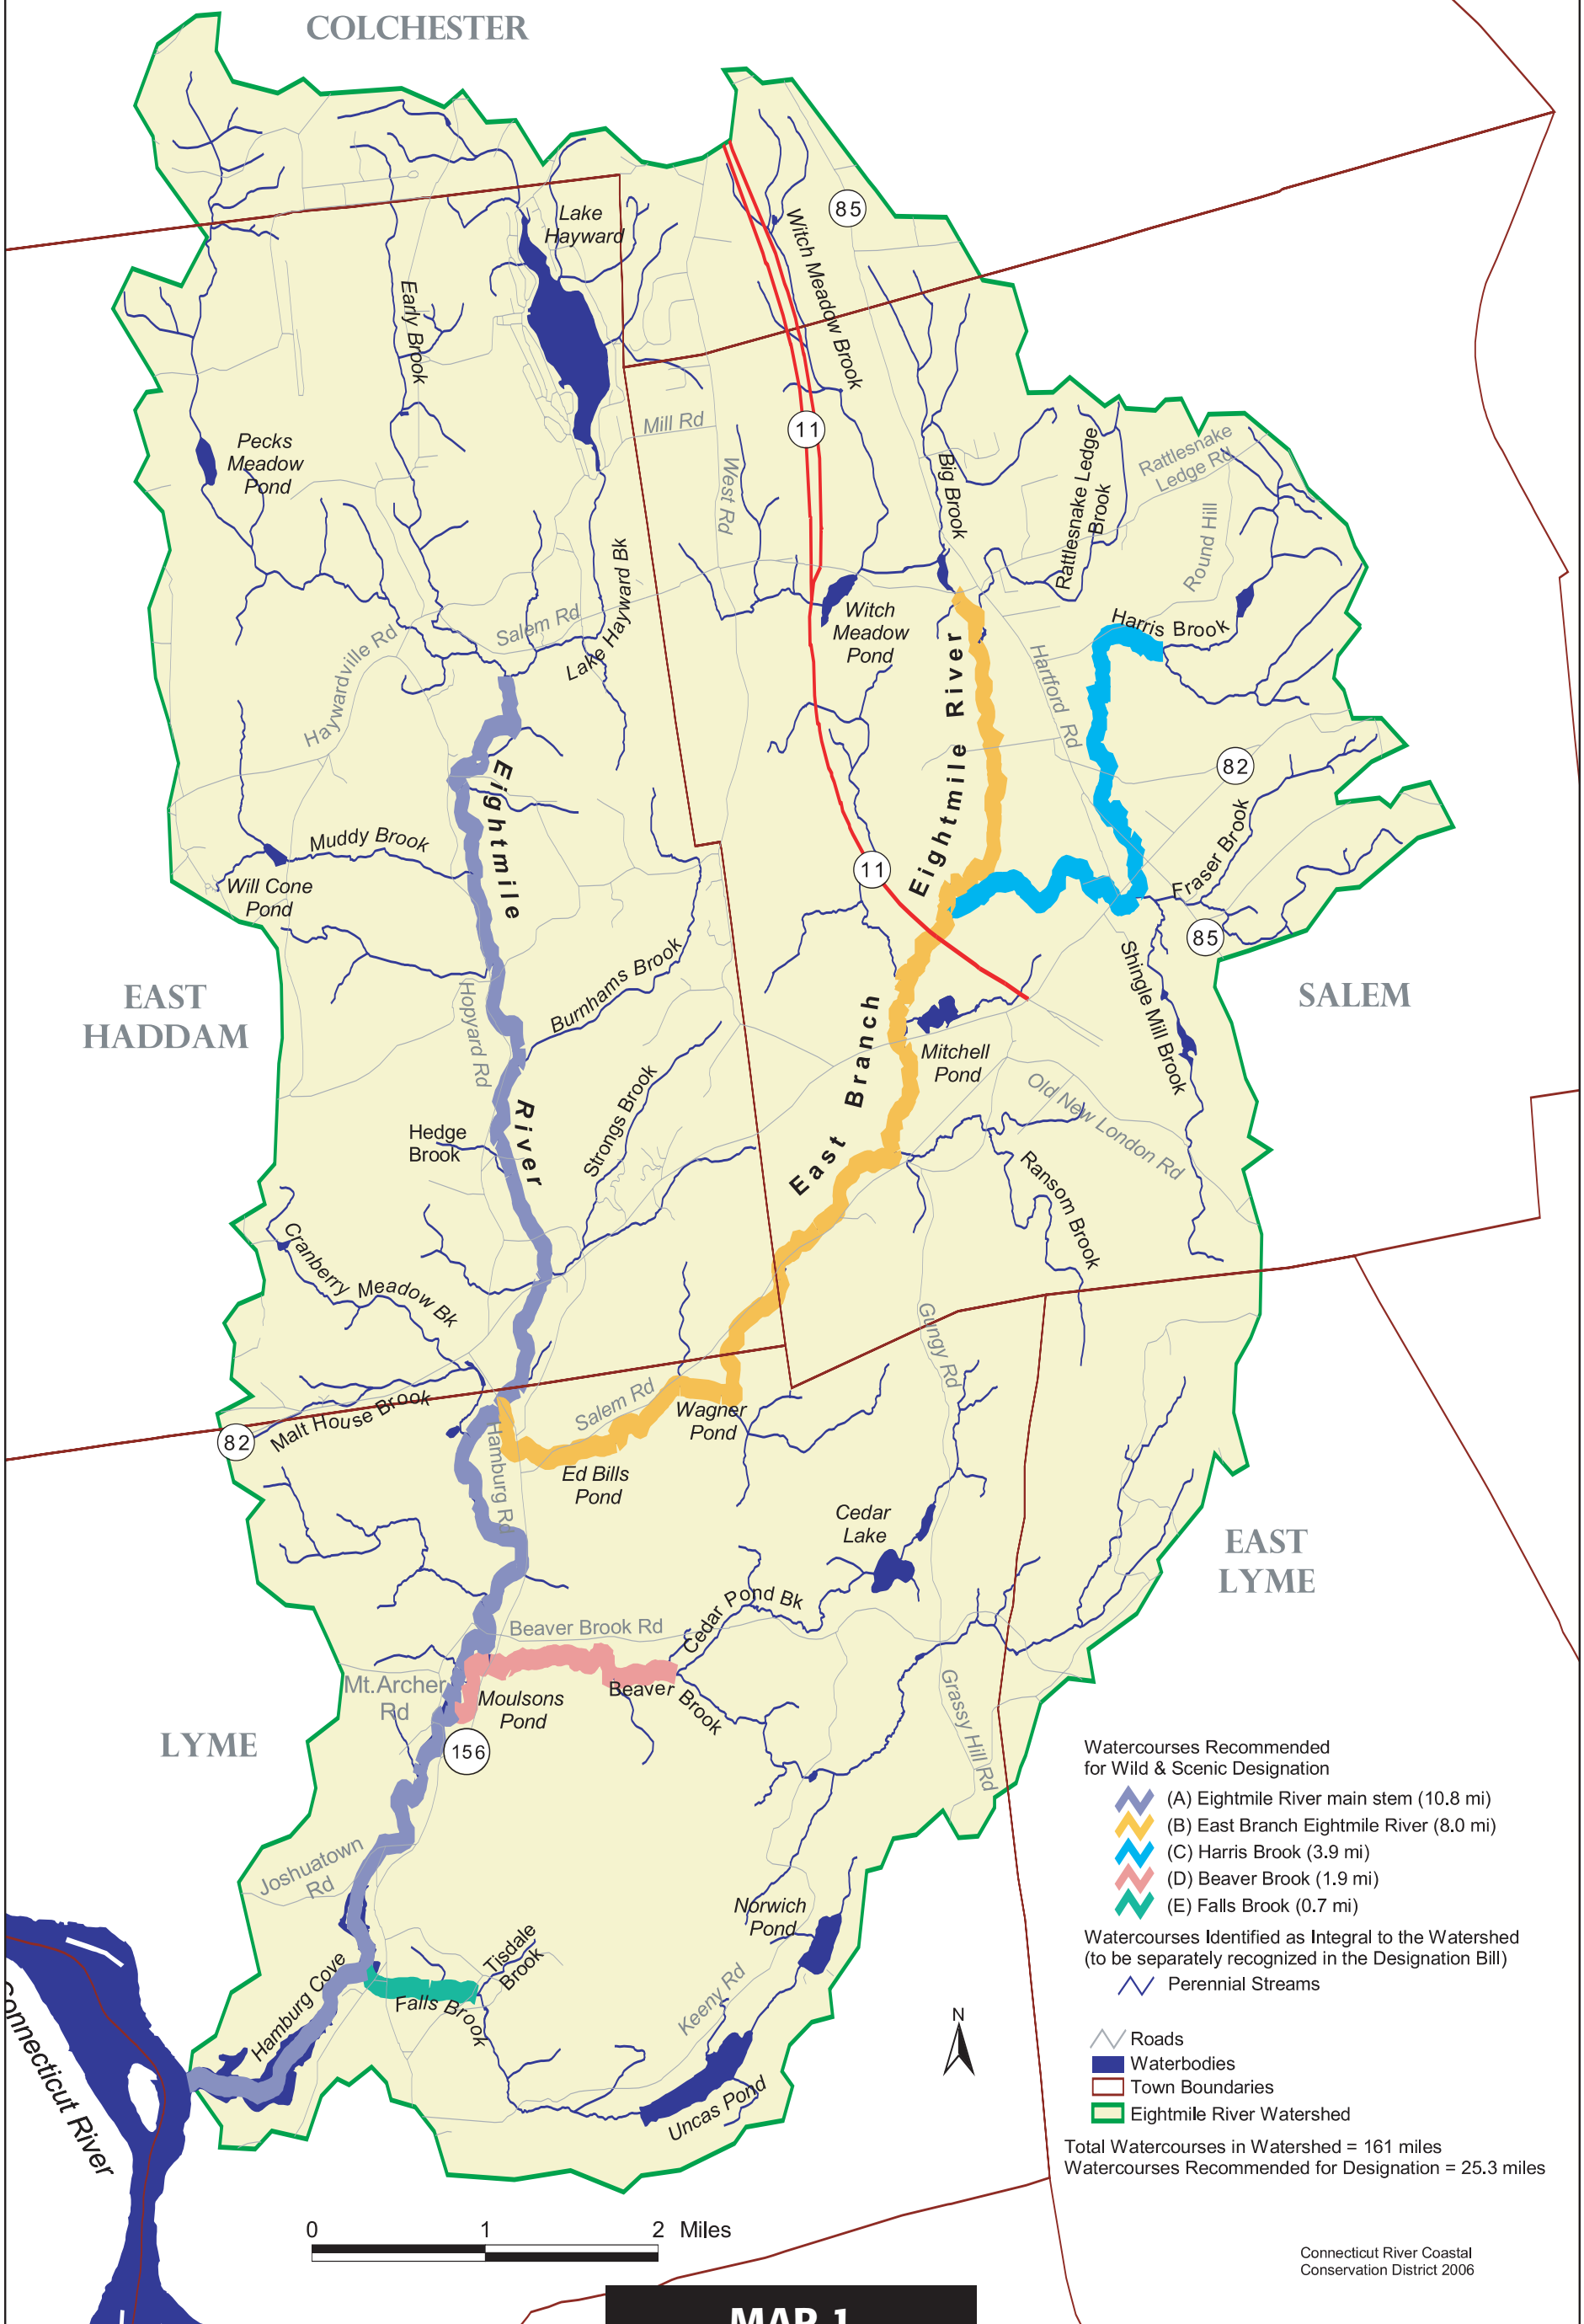 COLCHESTER
85
Lake
Hayward
Witch Meadow Brook
Early Brook
11
Mill Rd
West Rd
Pecks
Meadow
Pond
Big Brook
Rattlesnake Ledge
Brook
Rattlesnake
Ledge Rd
Round Hill
Lake Hayward Bk
Salem Rd
Haywardville Rd
Witch
Meadow
Pond
Harris Brook
Hartford Rd
82
Eightmile River
Eightmile
Muddy Brook
Will Cone
Pond
11
Fraser Brook
85
Shingle Mill Brook
EAST
HADDAM
SALEM
Hopyard Rd
Burnhams Brook
East Branch
Mitchell
Pond
Old New London Rd
River
Hedge
Brook
Strongs Brook
Ransom Brook
Cranberry Meadow Bk
Gungy Rd
Malt House Brook
82
Salem Rd
Wagner
Pond
Hamburg Rd
Ed Bills
Pond
Cedar
Lake
EAST
LYME
Cedar Pond Bk
Beaver Brook Rd
Mt.Archer
Rd
Moulsons
Pond
Beaver Brook
156
Grassy Hill Rd
LYME
Joshuatown
Rd
Norwich
Pond
Hamburg Cove
Tisdale
Brook
Falls Brook
Keeny Rd
Uncas Pond
Connecticut River
Watercourses Recommended
for Wild & Scenic Designation
(A) Eightmile River main stem (10.8 mi)
(B) East Branch Eightmile River (8.0 mi)
(C) Harris Brook (3.9 mi)
(D) Beaver Brook (1.9 mi)
(E) Falls Brook (0.7 mi)
Watercourses Identified as Integral to the Watershed
(to be separately recognized in the Designation Bill)
Perennial Streams
N
Roads
Waterbodies
Town Boundaries
Eightmile River Watershed
Total Watercourses in Watershed = 161 miles
Watercourses Recommended for Designation = 25.3 miles
0 1 2 Miles
Connecticut River Coastal
Conservation District 2006
MAP 1